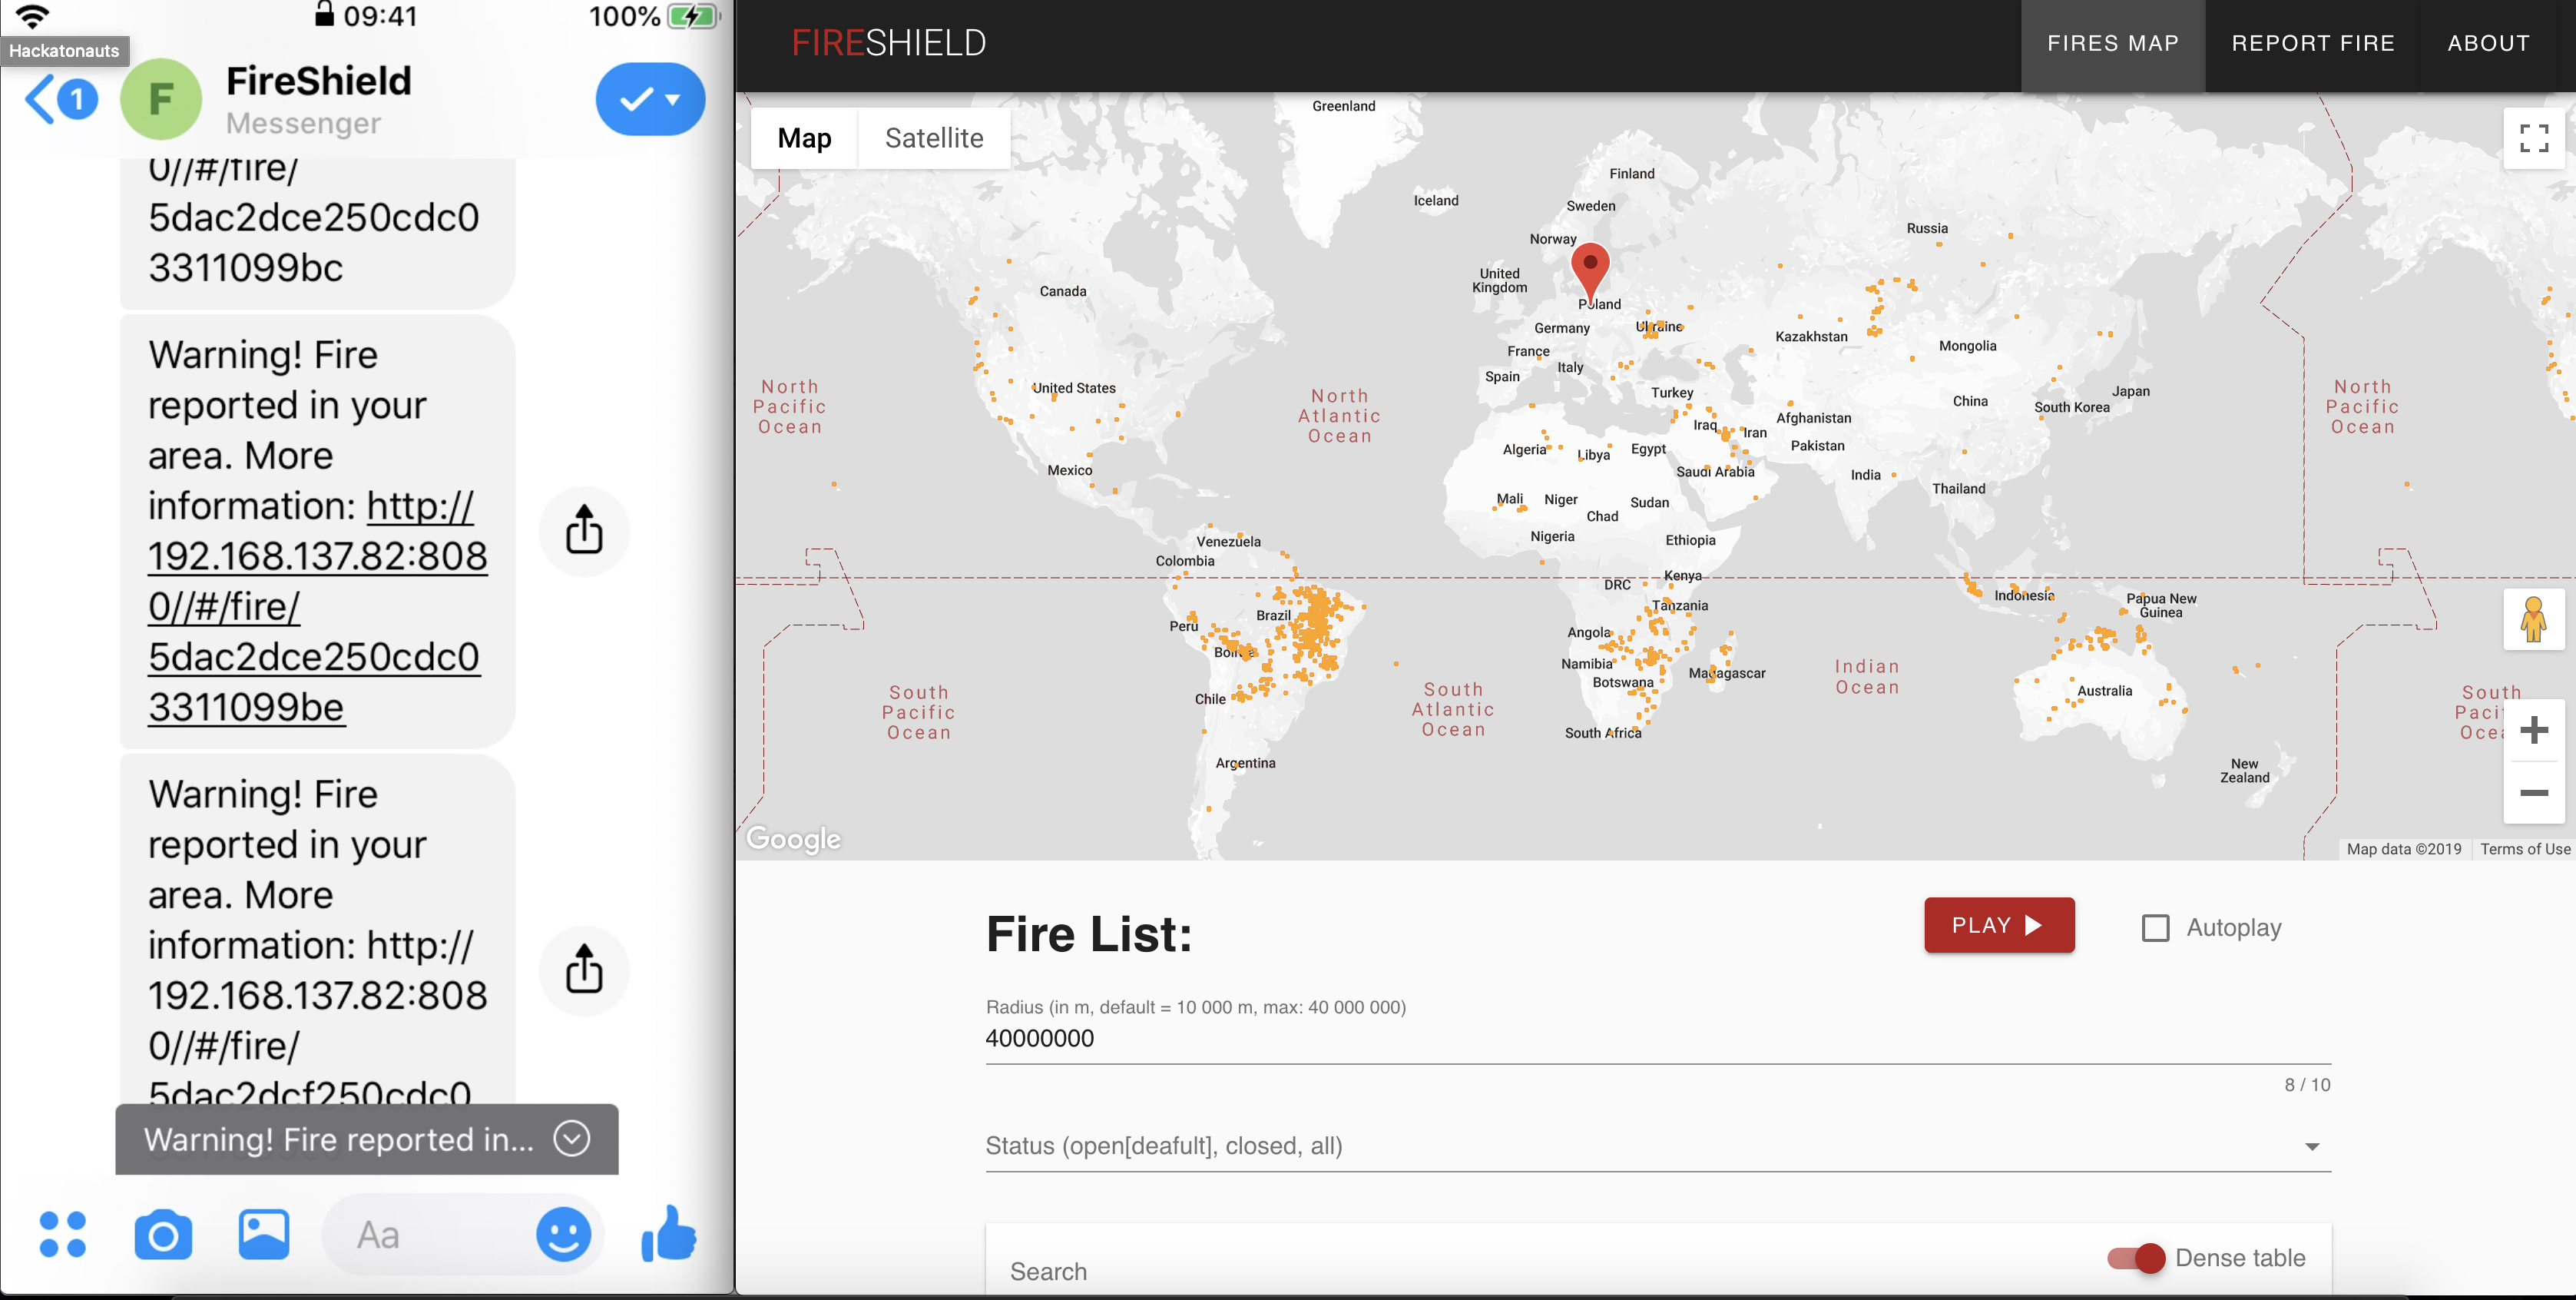 09:41
100%
Hackatonauts
1
F
FireShield
Messenger
0//#/fire/
5dac2dce250cdc0
3311099bc
Warning! Fire
reported in your
area. More
information: http://
192.168.137.82:808
0//#/fire/
5dac2dce250cdc0
3311099be
Warning! Fire
reported in your
area. More
information: http://
192.168.137.82:808
0//#/fire/
5dac2dcf250cdc0
Warning! Fire reported in...
Aa
FIRESHIELD
FIRES MAP
REPORT FIRE
ABOUT
Map
Satellite
Greenland
Finland
Iceland
Sweden
Russia
Norway
United
Kingdom
Canada
Poland
Germany
Ukraine
Kazakhstan
Mongolia
France
Italy
Spain
United States
Turkey
Japan
China
South Korea
Afghanistan
Iraq
Iran
Pakistan
North
Pacific
Ocean
North
Atlantic
Ocean
North
Pacific
Ocean
Algeria
Libya
Egypt
Saudi Arabia
Mexico
India
Thailand
Mali
Niger
Sudan
Chad
Nigeria
Ethiopia
Venezuela
Colombia
DRC
Kenya
Tanzania
Indonesia
Papua New
Guinea
Brazil
Peru
Angola
Bolivia
Namibia
Madagascar
Botswana
Indian
Ocean
Australia
Chile
South
Pacific
Ocean
South
Atlantic
Ocean
South
Pacif
Ocea
South Africa
Argentina
New
Zealand
Google
Map data ©2019
Terms of Use
Fire List:
PLAY
Autoplay
Radius (in m, default = 10 000 m, max: 40 000 000)
40000000
8 / 10
Status (open[deafult], closed, all)
Search
Dense table